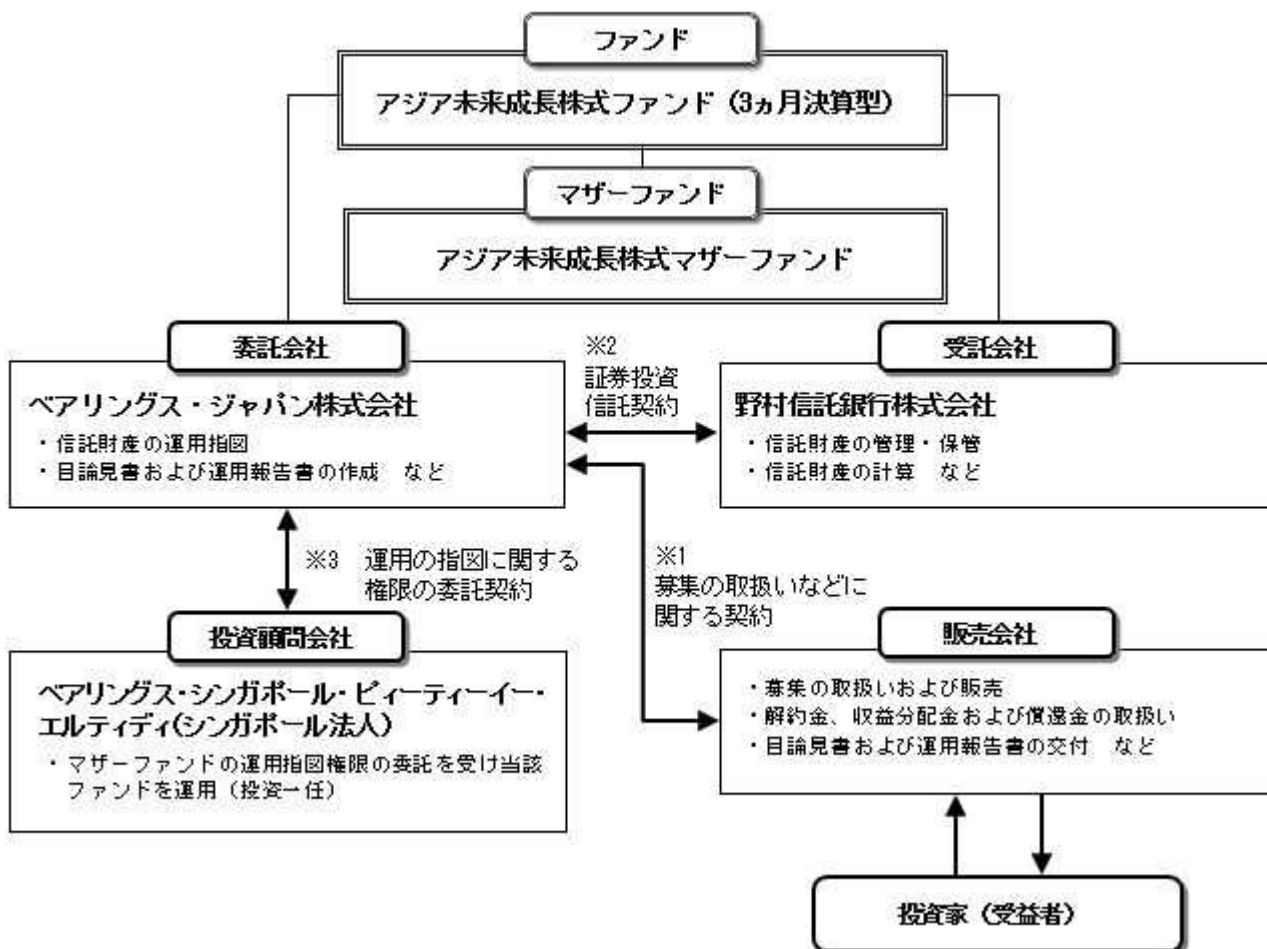 ファンド
アジア未来成長株式ファンド（3ヵ月決算型）
マザーファンド
アジア未来成長株式マザーファンド
委託会社
ベアリングス・ジャパン株式会社
・信託財産の運用指図
・目論見書および運用報告書の作成　など
※2
証券投資
信託契約
受託会社
野村信託銀行株式会社
・信託財産の管理・保管
・信託財産の計算　など
※3　運用の指図に関する
権限の委託契約
※1
募集の取扱いなどに
関する契約
投資顧問会社
ベアリングス・シンガポール・ピィーティーイー・
エルティディ(シンガポール法人)
・マザーファンドの運用指図権限の委託を受け当該
ファンドを運用（投資一任）
販売会社
・募集の取扱いおよび販売
・解約金、収益分配金および償還金の取扱い
・目論見書および運用報告書の交付　など
投資家（受益者）